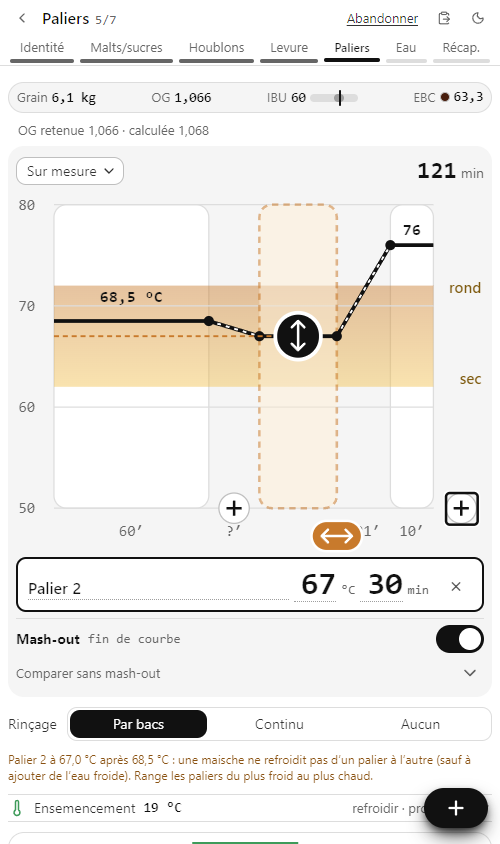 Paliers 5/7
Abandonner
Identité Malts/sucres Houblons Levure Paliers Eau Récap.
Grain 6,1 kg OG 1,066 IBU 60 EBC 63,3
OG retenue 1,066 · calculée 1,068
Sur mesure 121 min
80
76
68,5 °C
rond
70
sec
60
50
60′ ?′ 1′ 10′
Palier 2 67 °C 30 min ×
Mash-out fin de courbe
Comparer sans mash-out
Rinçage Par bacs Continu Aucun
Palier 2 à 67,0 °C après 68,5 °C : une maische ne refroidit pas d’un palier à l’autre (sauf à
ajouter de l’eau froide). Range les paliers du plus froid au plus chaud.
Ensemencement 19 °C refroidir ·